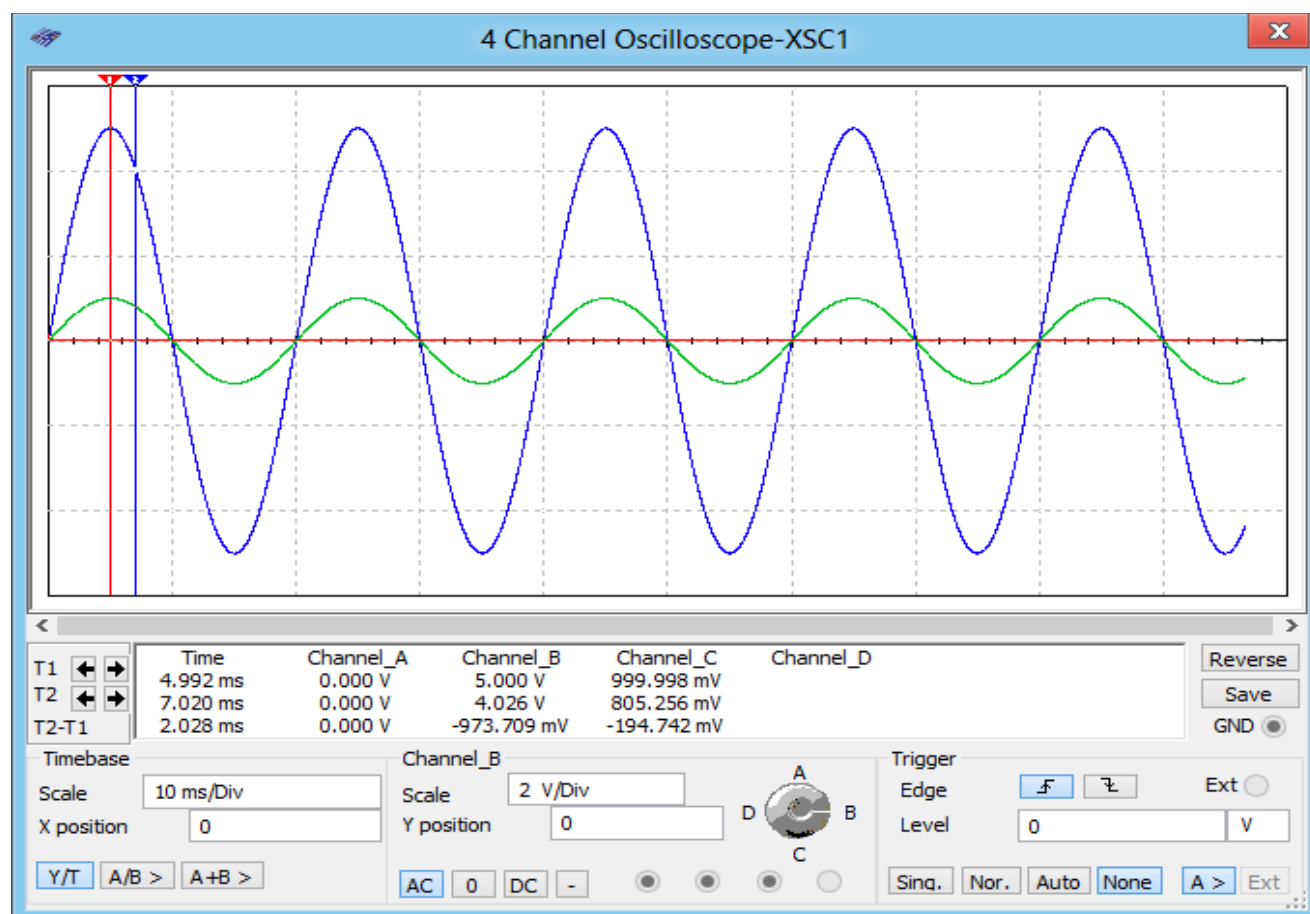 4 Channel Oscilloscope-XSC1
x
1 2
< >
Time Channel_A Channel_B Channel_C Channel_D
T1 4.992 ms 0.000 V 5.000 V 999.998 mV
T2 7.020 ms 0.000 V 4.026 V 805.256 mV
T2-T1 2.028 ms 0.000 V -973.709 mV -194.742 mV
Reverse
Save
GND
Timebase
Scale 10 ms/Div
X position 0
Y/T A/B > A+B >
Channel_B
Scale 2 V/Div
Y position 0
A
D B
C
AC 0 DC -
Trigger
Edge Ext
Level 0 V
Sing. Nor. Auto None A > Ext